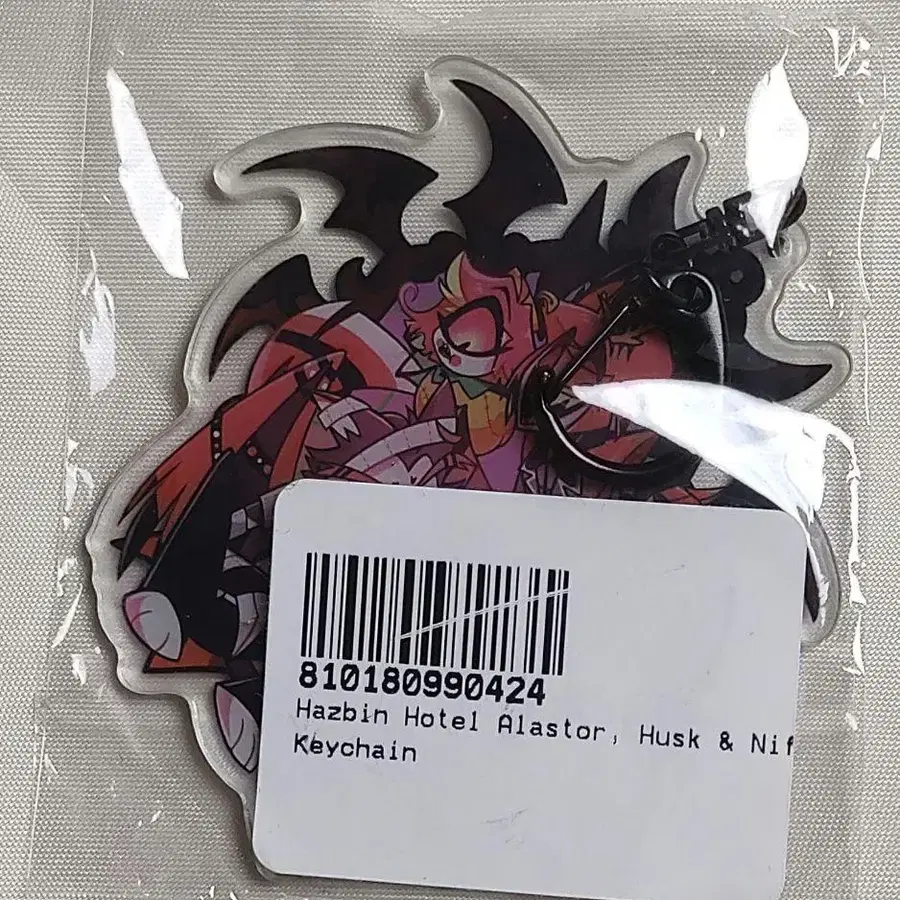 810180990424
Hazbin Hotel Alastor, Husk & Nif
Keychain